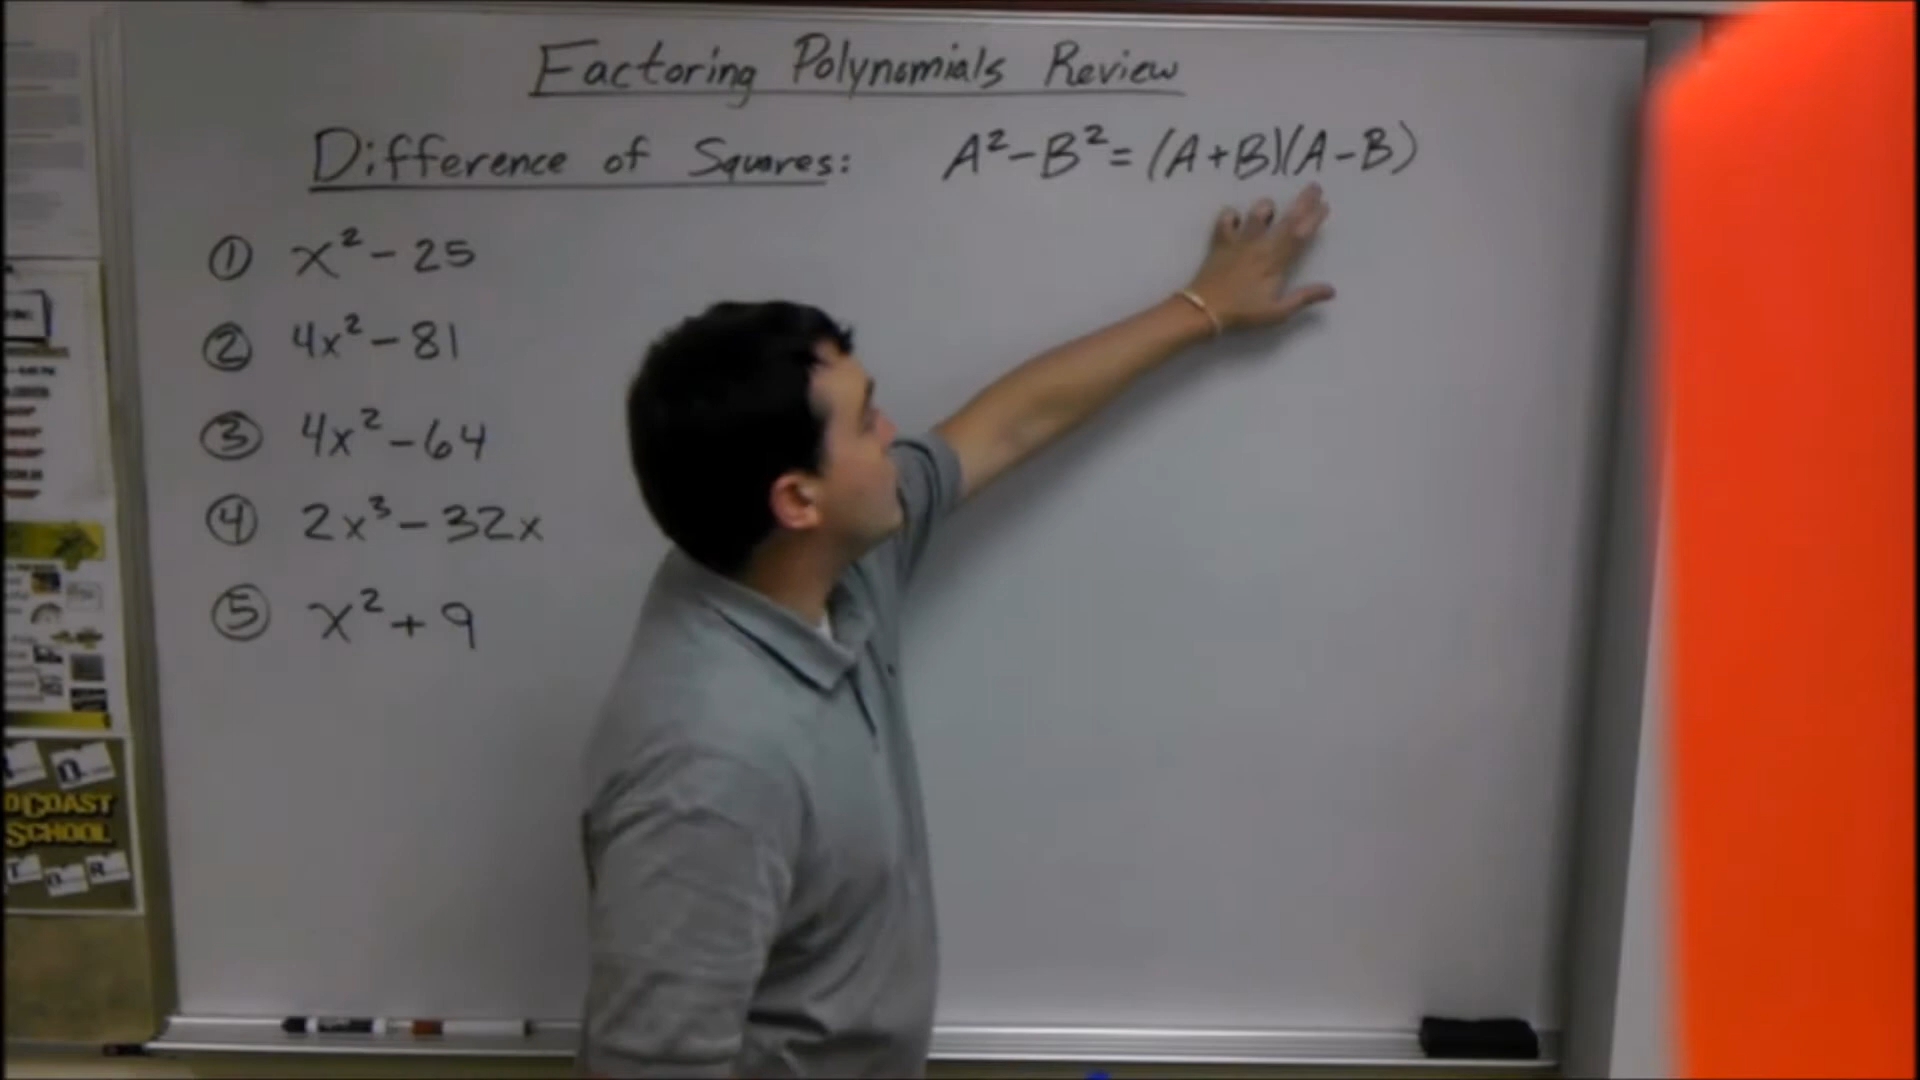 Factoring Polynomials Review
Difference of Squares: A²-B²=(A+B)(A-B)
① x²-25
② 4x²-81
③ 4x²-64
④ 2x³-32x
⑤ x²+9
COAST
SCHOOL